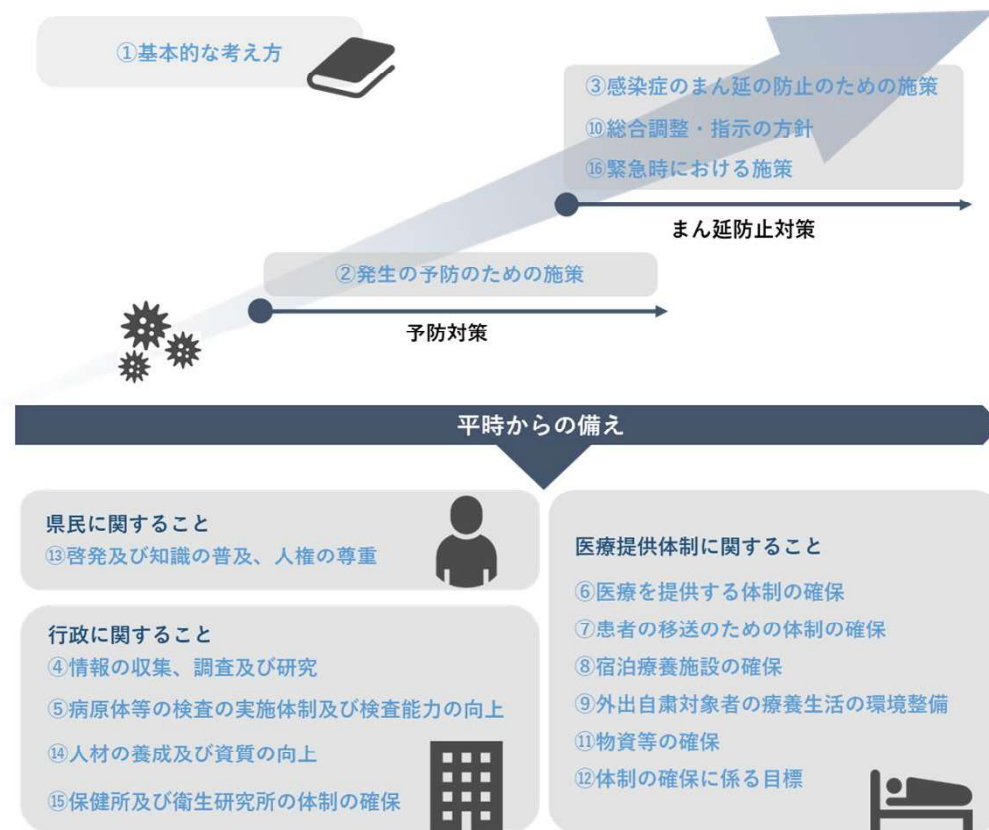 ①基本的な考え方
③感染症のまん延の防止のための施策
⑩総合調整・指示の方針
⑯緊急時における施策
まん延防止対策
②発生の予防のための施策
予防対策
平時からの備え
県民に関すること
⑬啓発及び知識の普及、人権の尊重
行政に関すること
④情報の収集、調査及び研究
⑤病原体等の検査の実施体制及び検査能力の向上
⑭人材の養成及び資質の向上
⑮保健所及び衛生研究所の体制の確保
医療提供体制に関すること
⑥医療を提供する体制の確保
⑦患者の移送のための体制の確保
⑧宿泊療養施設の確保
⑨外出自粛対象者の療養生活の環境整備
⑪物資等の確保
⑫体制の確保に係る目標